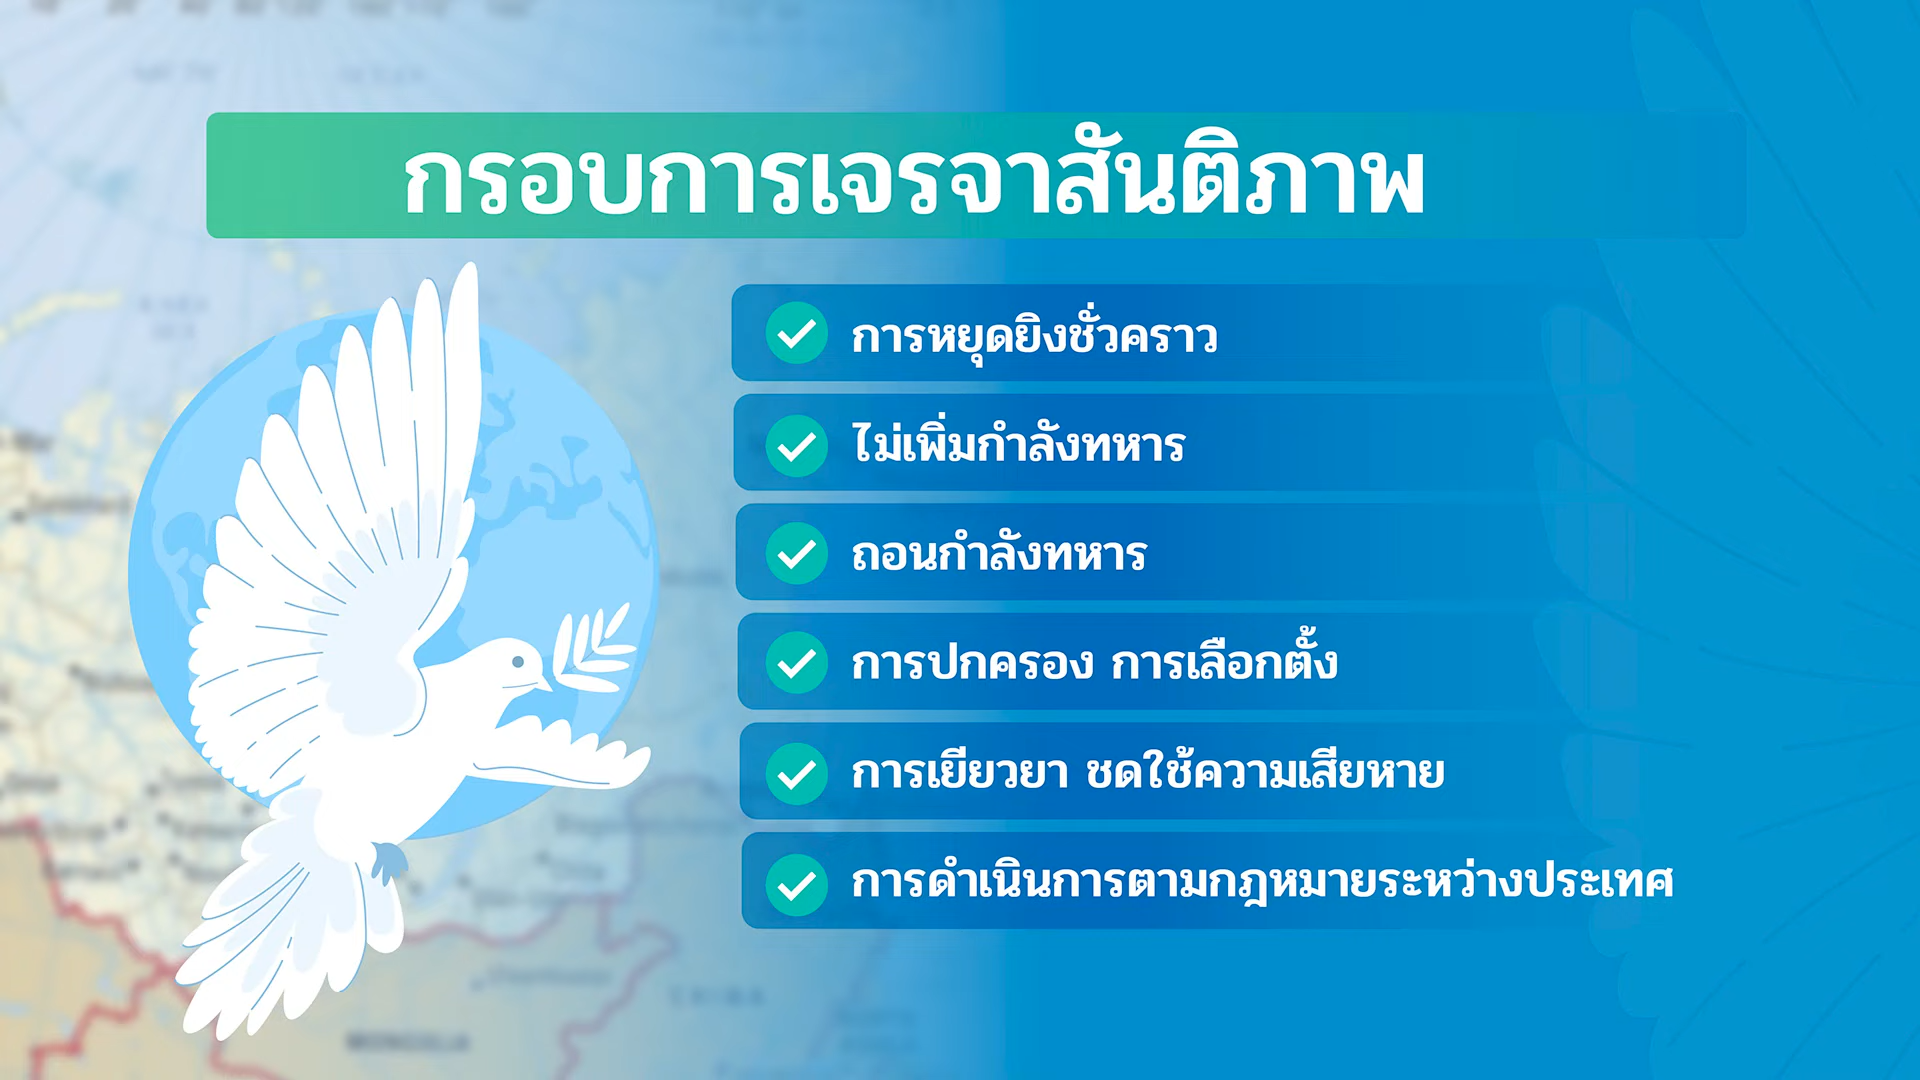 กรอบการเจรจาสันติภาพ
การหยุดยิงชั่วคราว
ไม่เพิ่มกำลังทหาร
ถอนกำลังทหาร
การปกครอง การเลือกตั้ง
การเยียวยา ชดใช้ความเสียหาย
การดำเนินการตามกฎหมายระหว่างประเทศ
MONGOLIA